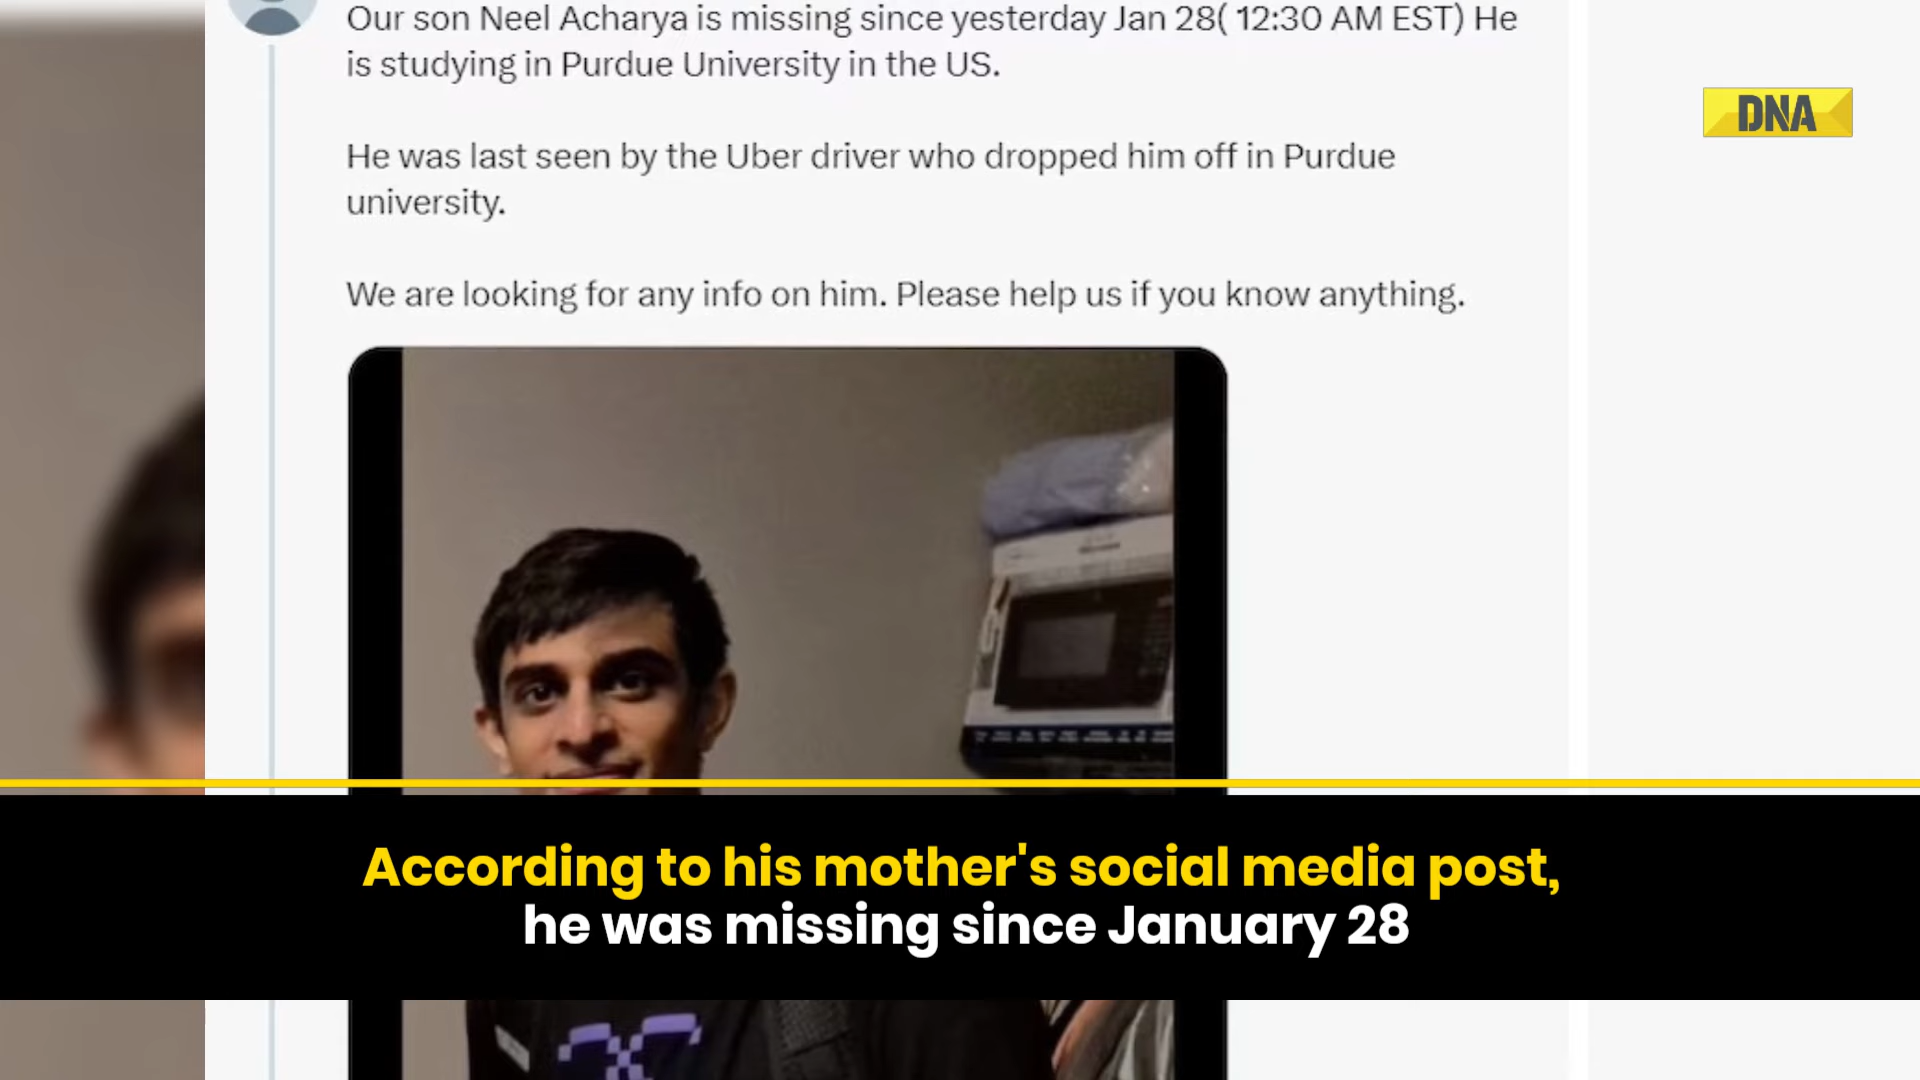 Our son Neel Acharya is missing since yesterday Jan 28( 12:30 AM EST) He
is studying in Purdue University in the US.
DNA
He was last seen by the Uber driver who dropped him off in Purdue
university.
We are looking for any info on him. Please help us if you know anything.
According to his mother's social media post,
he was missing since January 28